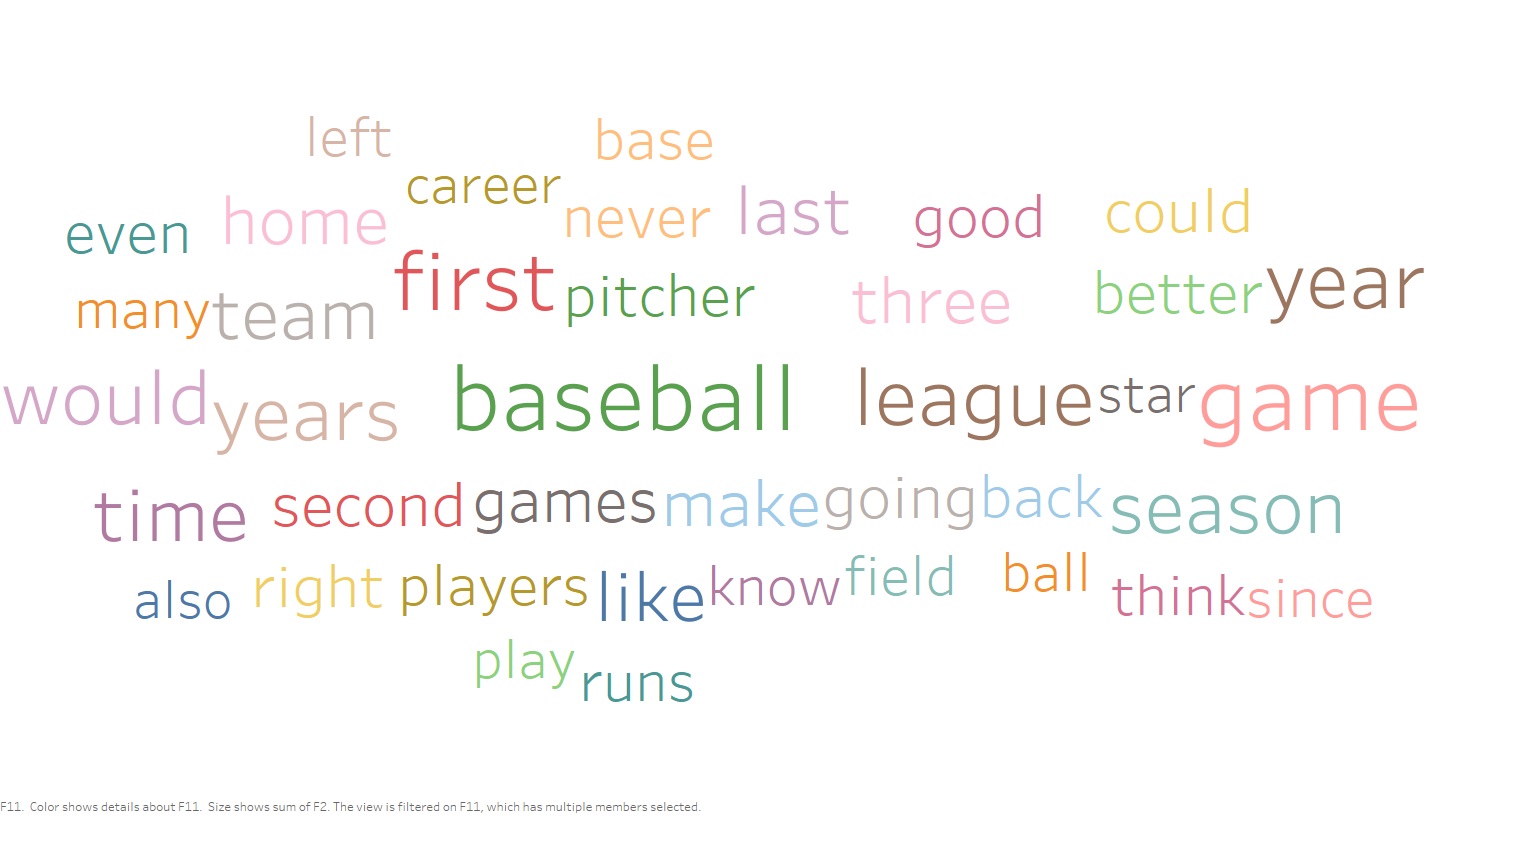 left base
career
even home never last good could
first pitcher three better year
many team
would years baseball league star game
time second games make going back season
also right players like know field ball think since
play runs
F11. Color shows details about F11. Size shows sum of F2. The view is filtered on F11, which has multiple members selected.